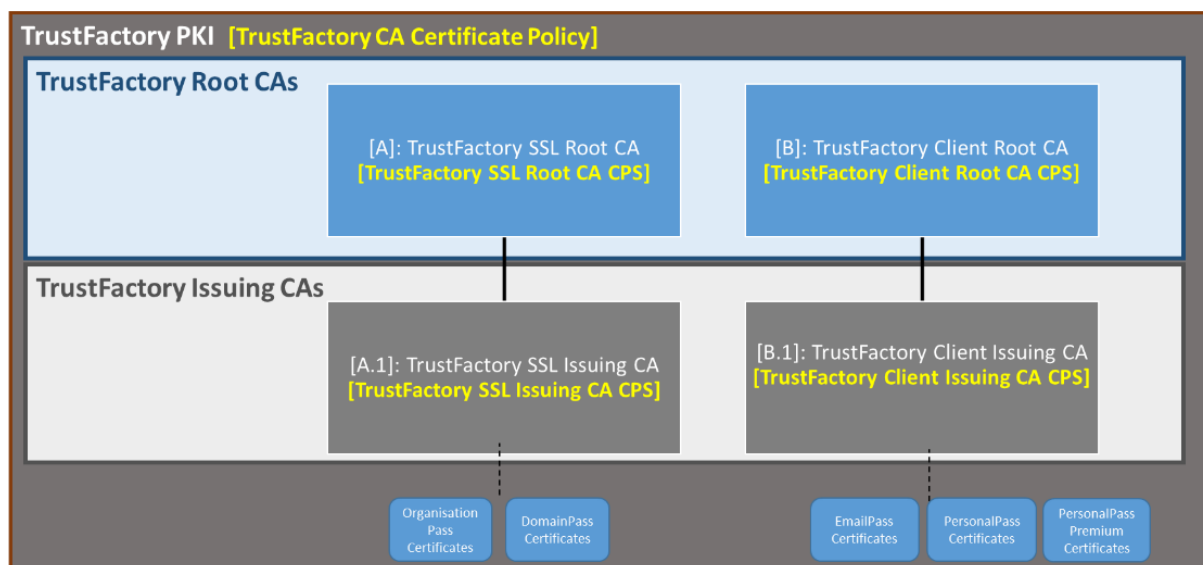 TrustFactory PKI [TrustFactory CA Certificate Policy]
TrustFactory Root CAs
[A]: TrustFactory SSL Root CA
[TrustFactory SSL Root CA CPS]
[B]: TrustFactory Client Root CA
[TrustFactory Client Root CA CPS]
TrustFactory Issuing CAs
[A.1]: TrustFactory SSL Issuing CA
[TrustFactory SSL Issuing CA CPS]
[B.1]: TrustFactory Client Issuing CA
[TrustFactory Client Issuing CA CPS]
Organisation
Pass
Certificates
DomainPass
Certificates
EmailPass
Certificates
PersonalPass
Certificates
PersonalPass
Premium
Certificates